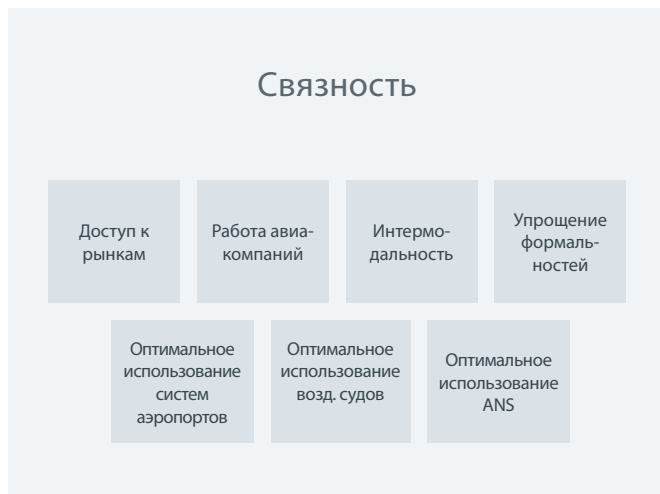 Связность
Доступ к
рынкам
Работа авиа-
компаний
Интермо-
дальность
Упрощение
формаль-
ностей
Оптимальное
использование
систем
аэропортов
Оптимальное
использование
возд. судов
Оптимальное
использование
ANS